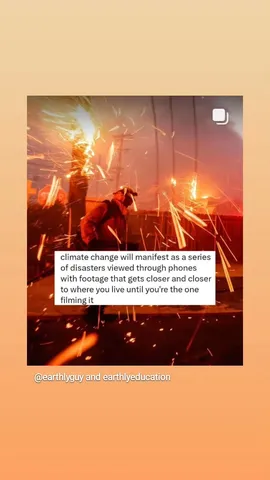 climate change will manifest as a series
of disasters viewed through phones
with footage that gets closer and closer
to where you live until you're the one
filming it
@earthlyguy and earthlyeducation